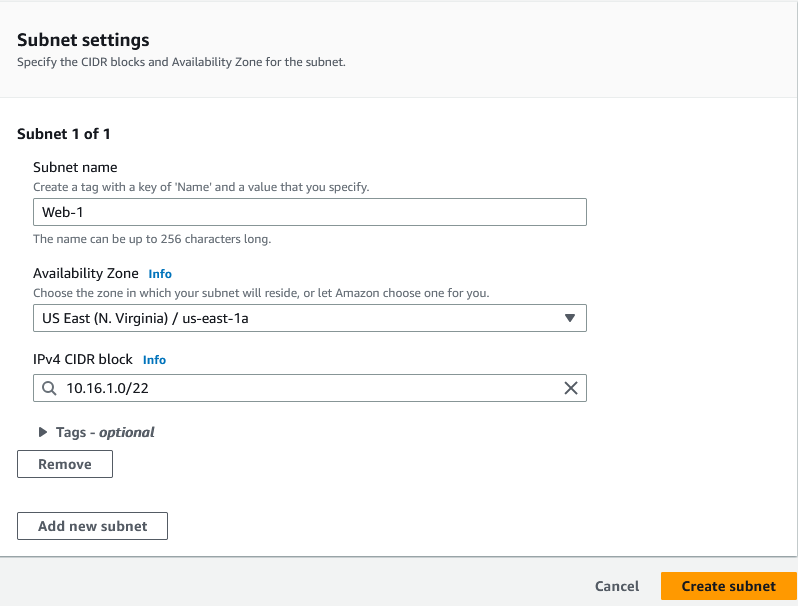 Subnet settings
Specify the CIDR blocks and Availability Zone for the subnet.
Subnet 1 of 1
Subnet name
Create a tag with a key of 'Name' and a value that you specify.
Web-1
The name can be up to 256 characters long.
Availability Zone Info
Choose the zone in which your subnet will reside, or let Amazon choose one for you.
US East (N. Virginia) / us-east-1a
IPv4 CIDR block Info
10.16.1.0/22
Tags - optional
Remove
Add new subnet
Cancel Create subnet